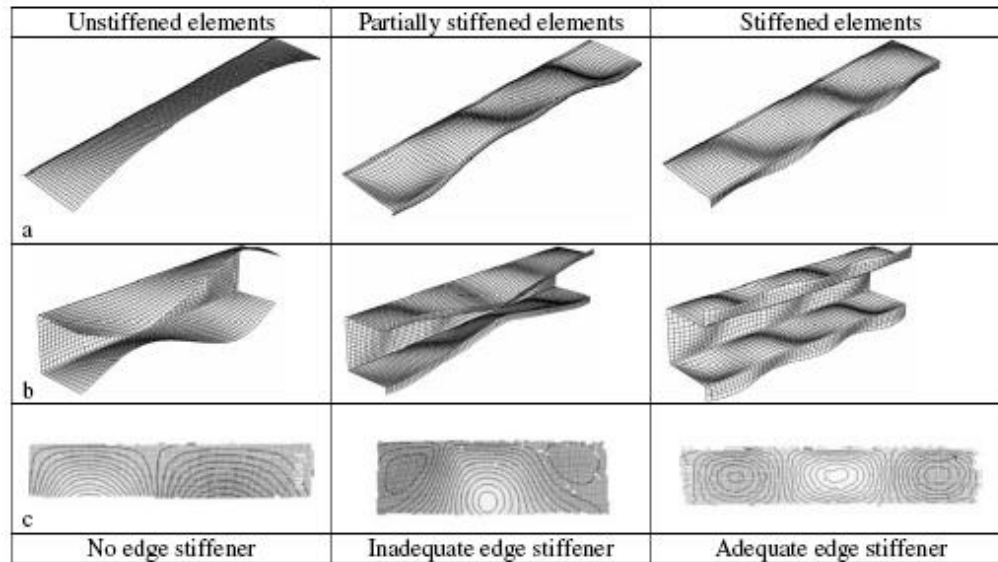 Unstiffened elements
Partially stiffened elements
Stiffened elements
a
b
c
No edge stiffener
Inadequate edge stiffener
Adequate edge stiffener